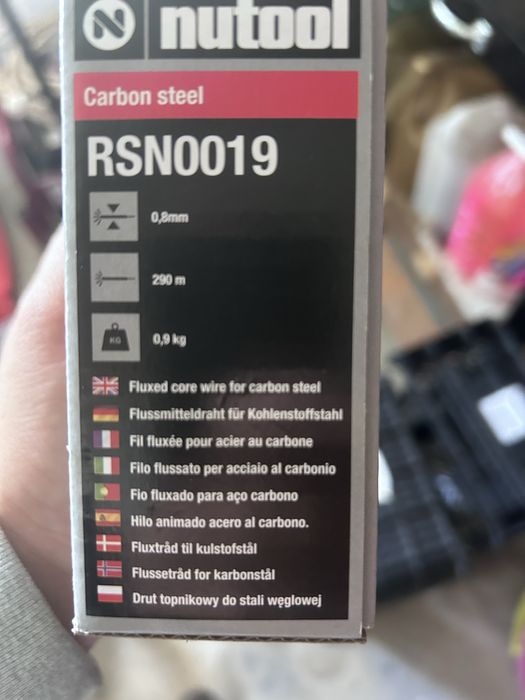 nutool
Carbon steel
RSN0019
0,8mm
290 m
KG
0,9 kg
Fluxed core wire for carbon steel
Flussmitteldraht für Kohlenstoffstahl
Fil fluxée pour acier au carbone
Filo flussato per acciaio al carbonio
Fio fluxado para aço carbono
Hilo animado acero al carbono.
Fluxtråd til kulstofstål
Flussetråd for karbonstål
Drut topnikowy do stali węglowej